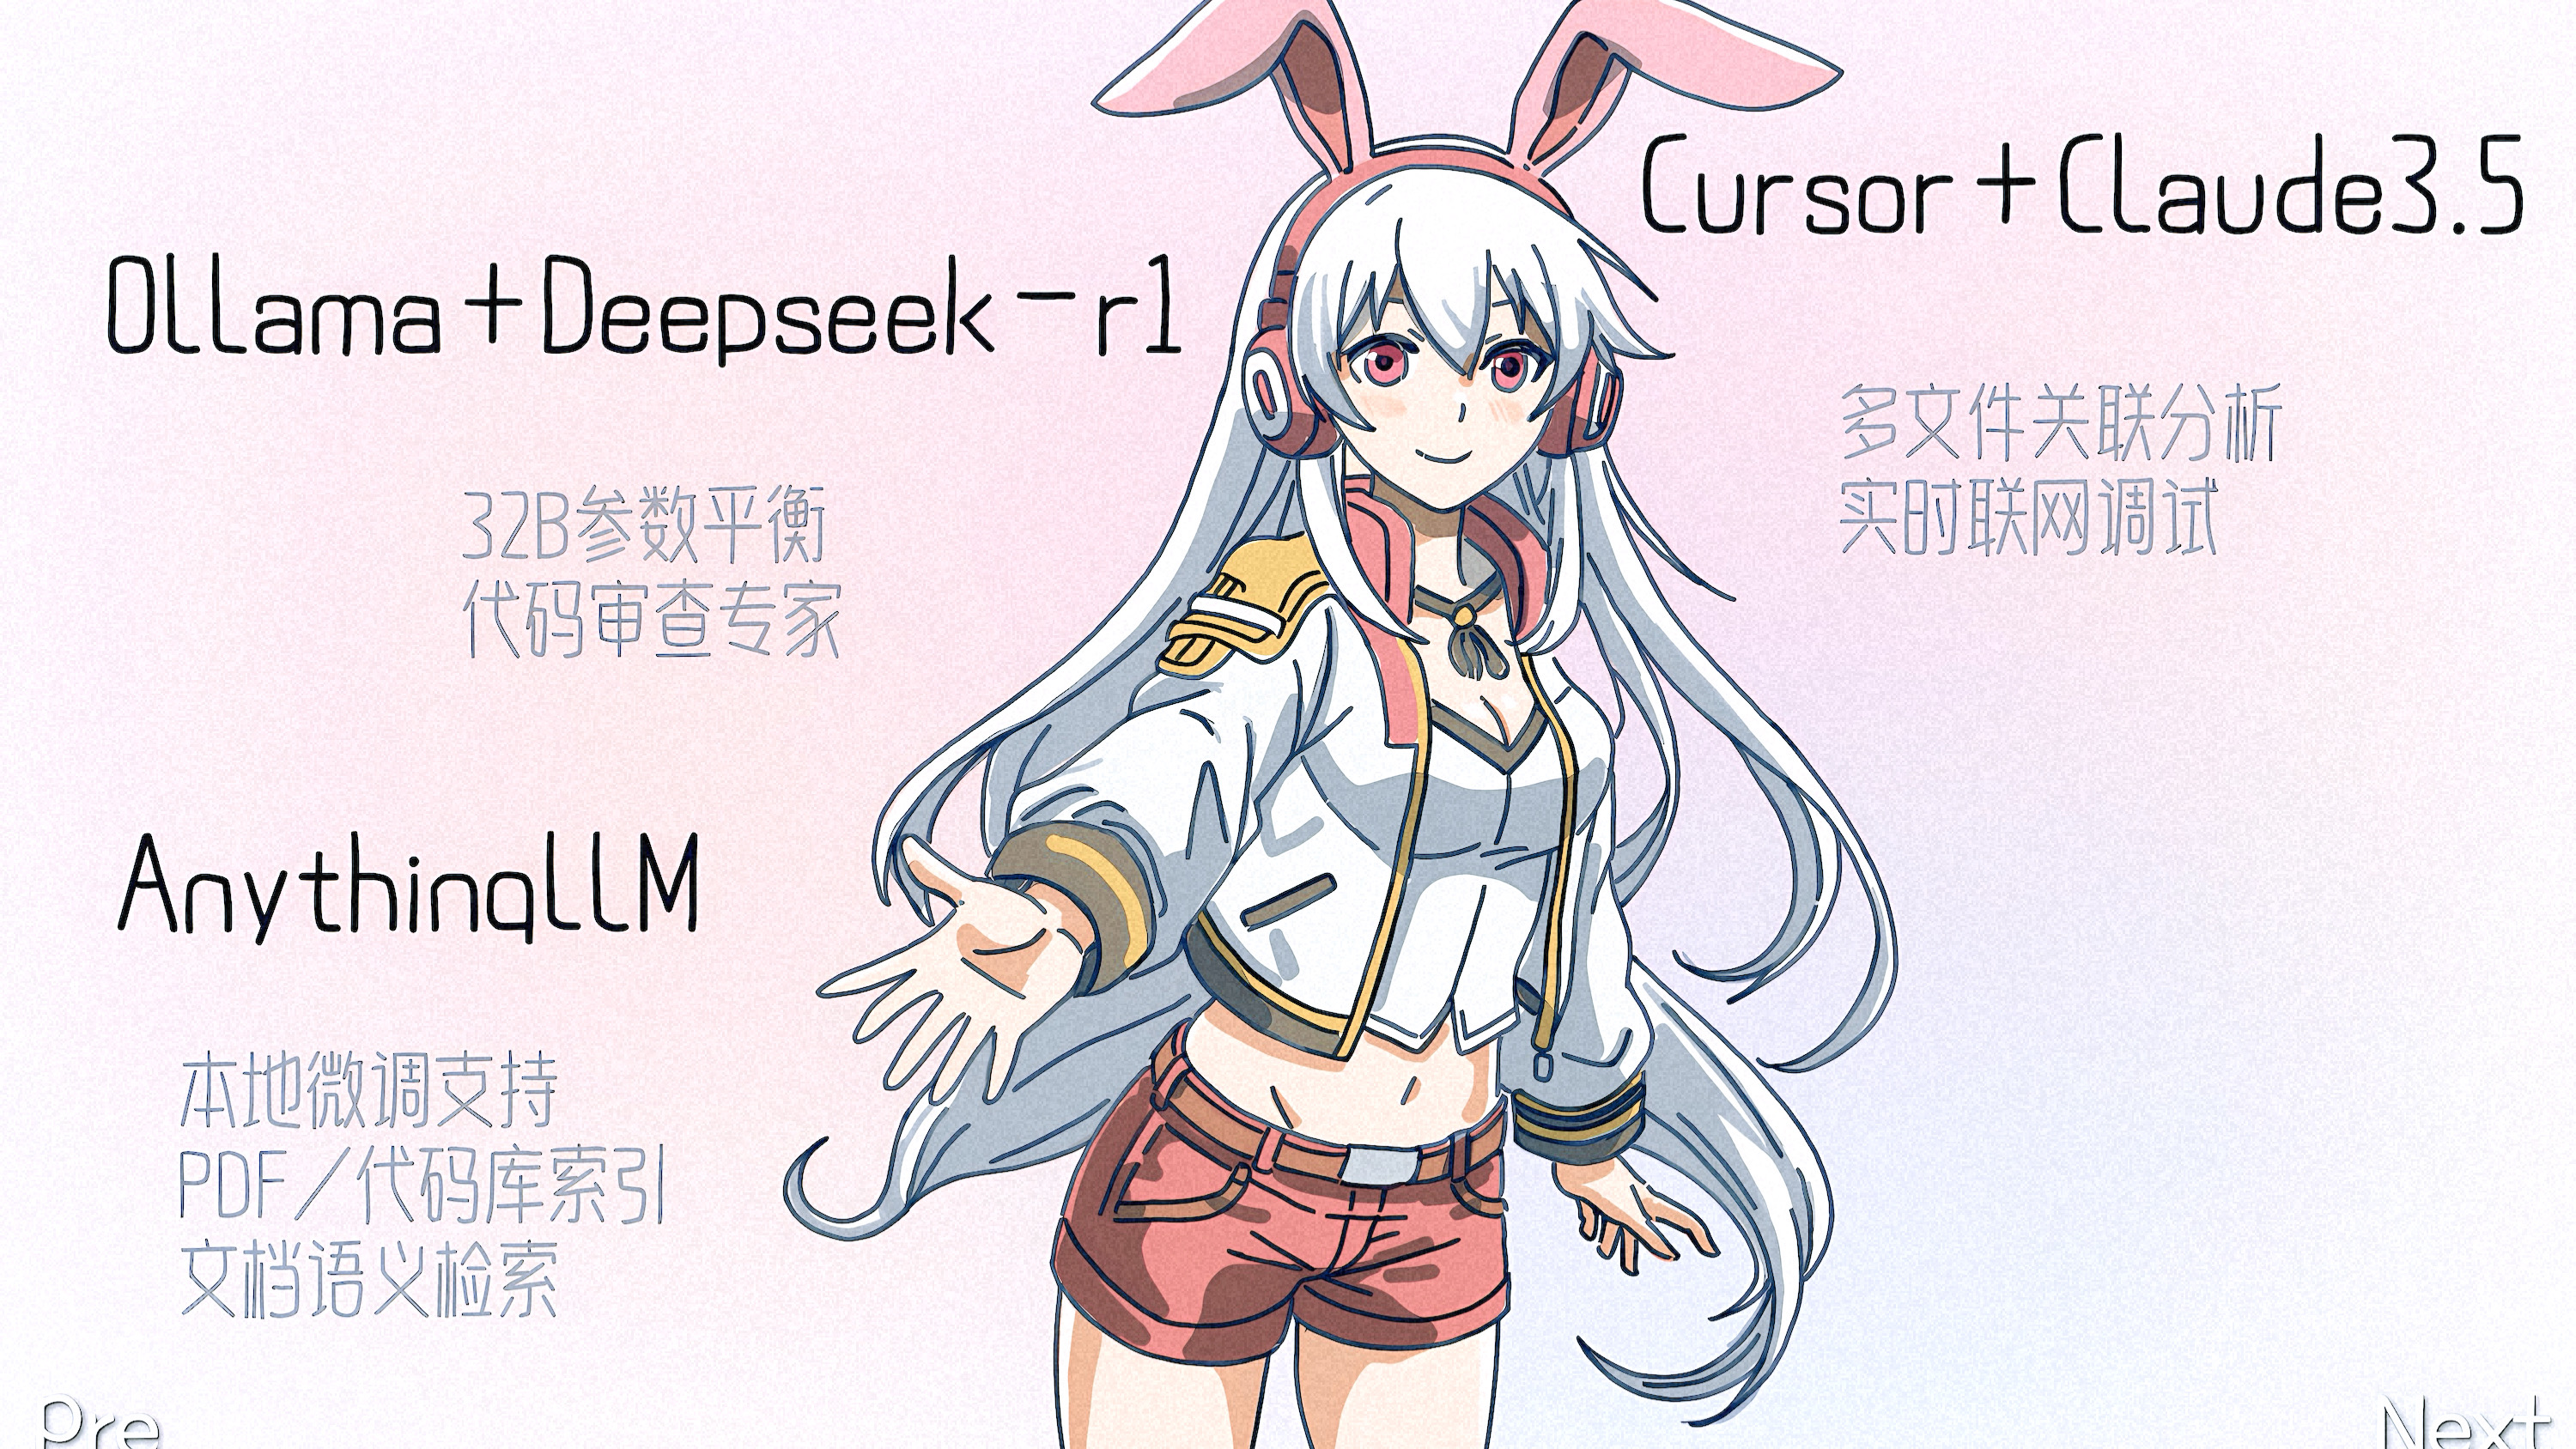 Ollama+Deepseek-r1
32B参数平衡
代码审查专家
AnythingllM
本地微调支持
PDF/代码库索引
文档语义检索
Cursor+Claude3.5
多文件关联分析
实时联网调试
Pre
Next